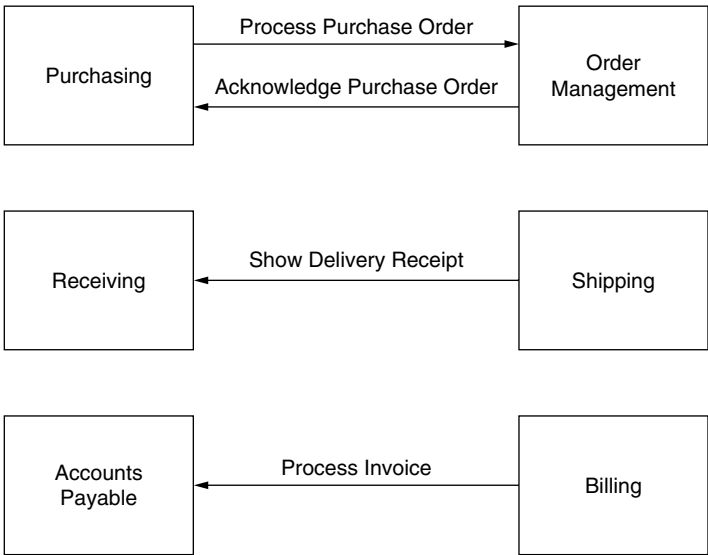 Process Purchase Order
Purchasing
Acknowledge Purchase Order
Order
Management
Receiving
Show Delivery Receipt
Shipping
Accounts
Payable
Process Invoice
Billing